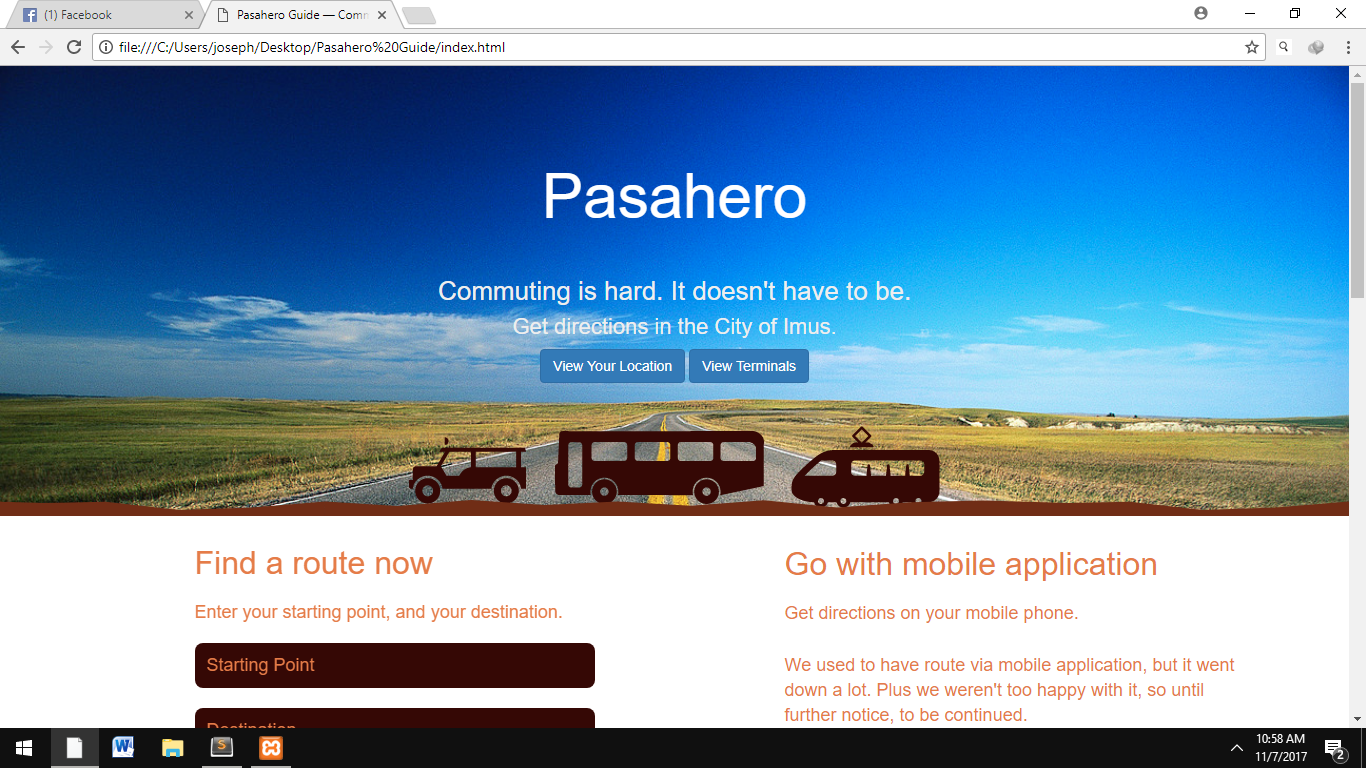 (1) Facebook
Pasahero Guide — Comm
file:///C:/Users/joseph/Desktop/Pasahero%20Guide/index.html
Pasahero
Commuting is hard. It doesn't have to be.
Get directions in the City of Imus.
View Your Location
View Terminals
Find a route now
Enter your starting point, and your destination.
Starting Point
Destination
Go with mobile application
Get directions on your mobile phone.
We used to have route via mobile application, but it went
down a lot. Plus we weren't too happy with it, so until
further notice, to be continued.
10:58 AM
11/7/2017
2